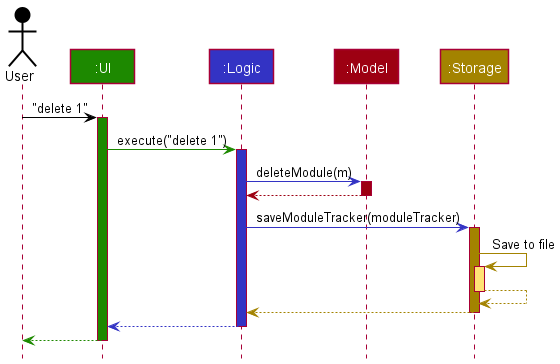 User
:UI
:Logic
:Model
:Storage
"delete 1"
execute("delete 1")
deleteModule(m)
saveModuleTracker(moduleTracker)
Save to file